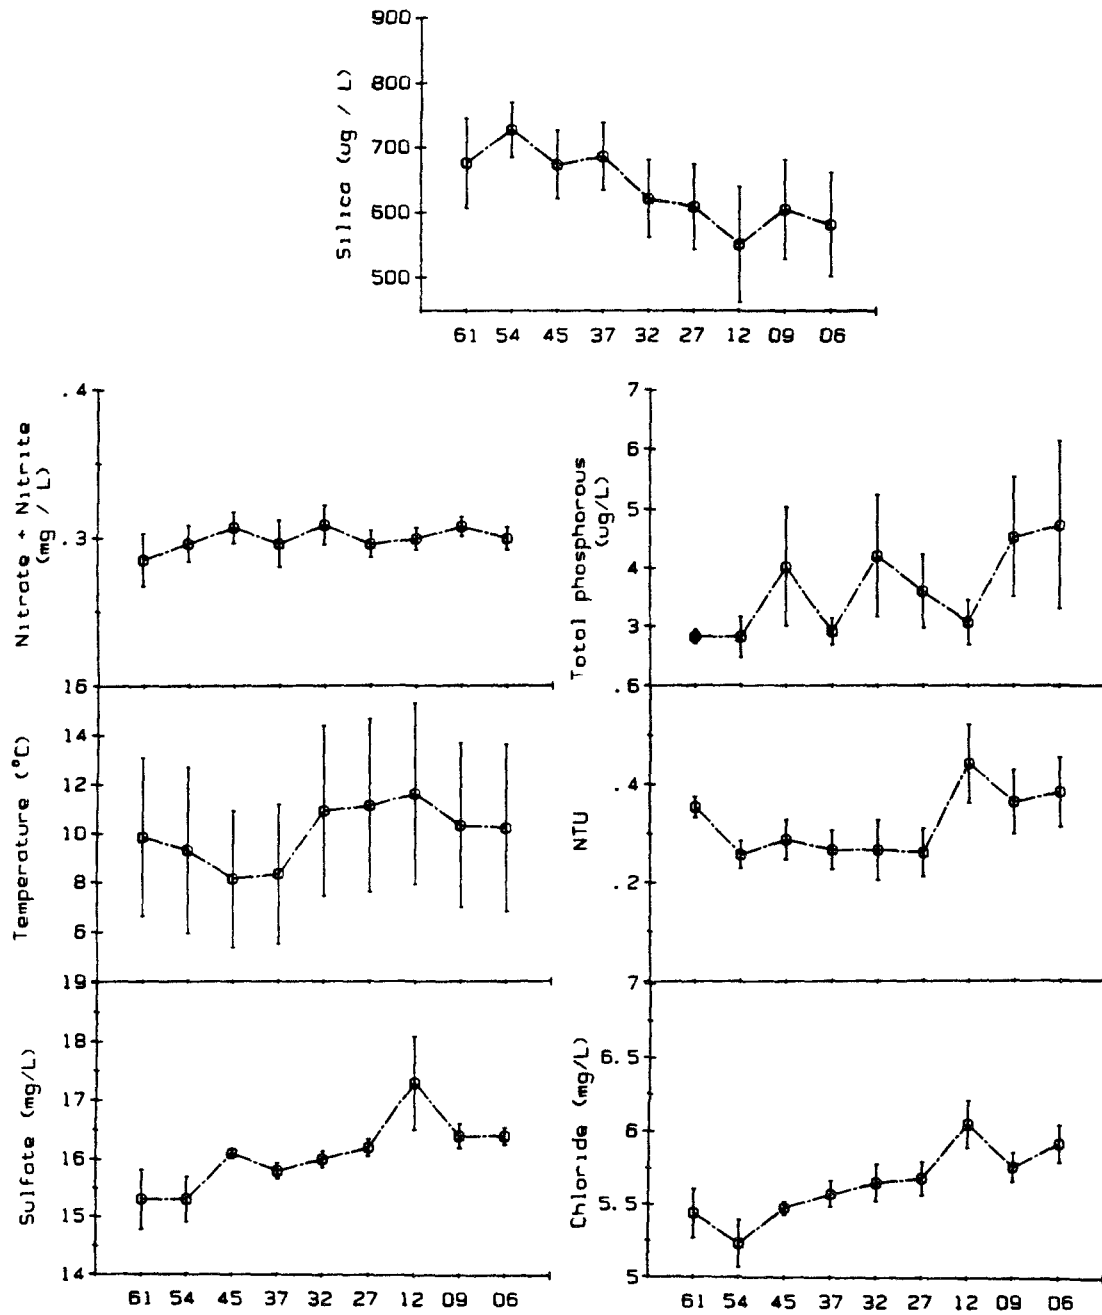 900
800
700
600
500
Silica (ug / L)
61 54 45 37 32 27 12 09 06
.4
.3
Nitrate + Nitrite
(mg / L)
7
6
5
4
3
Total phosphorous
(ug/L)
16
14
12
10
8
6
Temperature (°C)
.6
.4
.2
NTU
19
18
17
16
15
14
Sulfate (mg/L)
61 54 45 37 32 27 12 09 06
7
6.5
6
5.5
5
Chloride (mg/L)
61 54 45 37 32 27 12 09 06